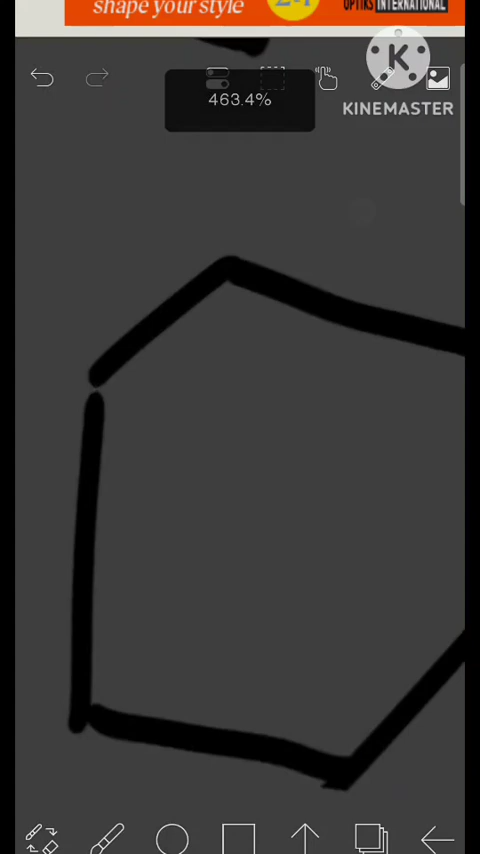 shape your style
OPTIKS INTERNATIONAL
463.4%
K
KINEMASTER